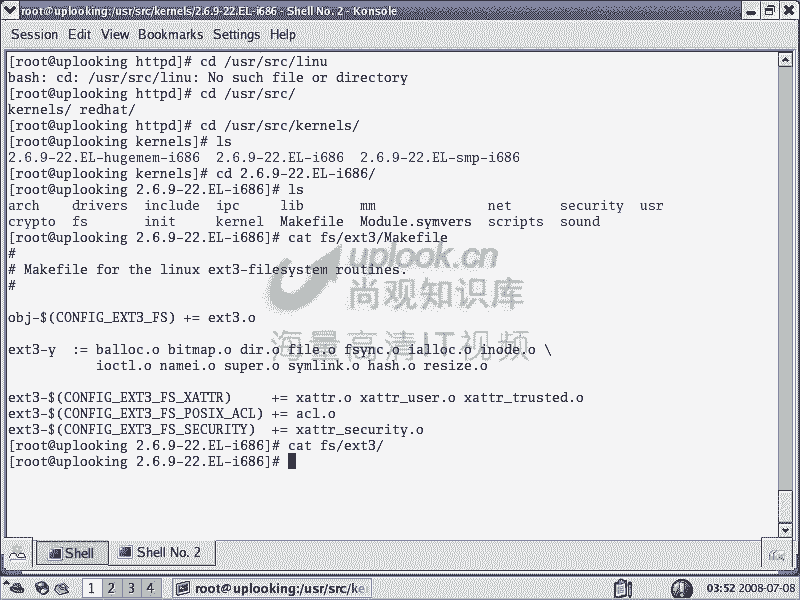 root@uplooking:/usr/src/kernels/2.6.9-22.EL-i686 - Shell No. 2 - Konsole
Session Edit View Bookmarks Settings Help
[root@uplooking httpd]# cd /usr/src/linu
bash: cd: /usr/src/linu: No such file or directory
[root@uplooking httpd]# cd /usr/src/
kernels/ redhat/
[root@uplooking httpd]# cd /usr/src/kernels/
[root@uplooking kernels]# ls
2.6.9-22.EL-hugemem-i686  2.6.9-22.EL-i686  2.6.9-22.EL-smp-i686
[root@uplooking kernels]# cd 2.6.9-22.EL-i686/
[root@uplooking 2.6.9-22.EL-i686]# ls
arch    drivers  include  ipc     lib       mm              net      security  usr
crypto  fs       init     kernel  Makefile  Module.symvers  scripts  sound
[root@uplooking 2.6.9-22.EL-i686]# cat fs/ext3/Makefile
#
# Makefile for the linux ext3-filesystem routines.
#
obj-$(CONFIG_EXT3_FS) += ext3.o
ext3-y  := balloc.o bitmap.o dir.o file.o fsync.o ialloc.o inode.o \
           ioctl.o namei.o super.o symlink.o hash.o resize.o
ext3-$(CONFIG_EXT3_FS_XATTR)     += xattr.o xattr_user.o xattr_trusted.o
ext3-$(CONFIG_EXT3_FS_POSIX_ACL) += acl.o
ext3-$(CONFIG_EXT3_FS_SECURITY)  += xattr_security.o
[root@uplooking 2.6.9-22.EL-i686]# cat fs/ext3/
[root@uplooking 2.6.9-22.EL-i686]#
uplook.cn
尚观知识库
海量高清IT视频
Shell
Shell No. 2
1 2 3 4
root@uplooking:/usr/src/ke
03:52 2008-07-08